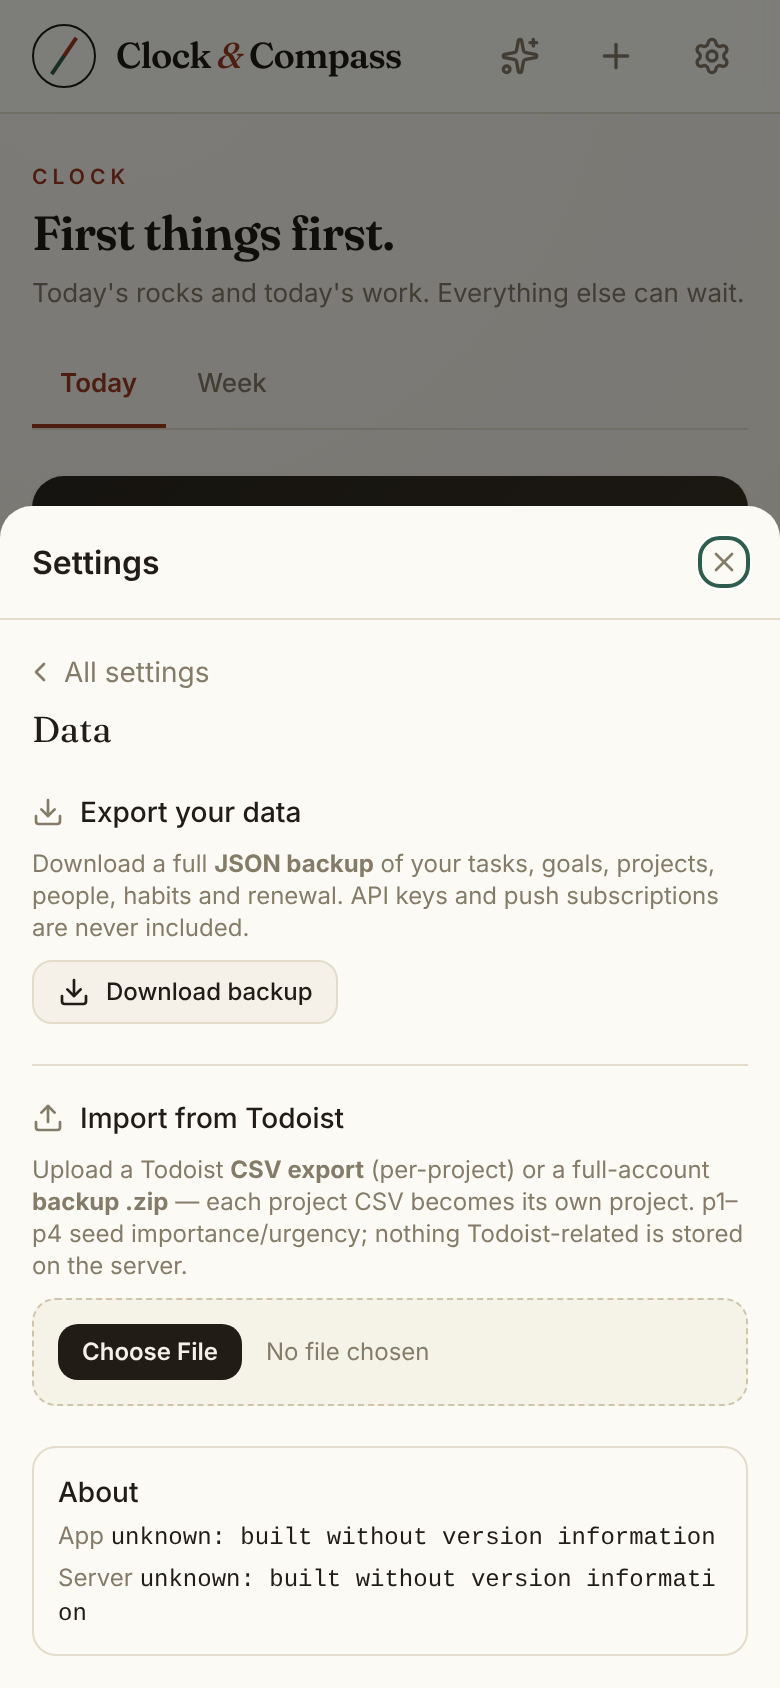 Clock & Compass
CLOCK
First things first.
Today's rocks and today's work. Everything else can wait.
Today Week
Settings
All settings
Data
Export your data
Download a full JSON backup of your tasks, goals, projects,
people, habits and renewal. API keys and push subscriptions
are never included.
Download backup
Import from Todoist
Upload a Todoist CSV export (per-project) or a full-account
backup .zip — each project CSV becomes its own project. p1–
p4 seed importance/urgency; nothing Todoist-related is stored
on the server.
Choose File No file chosen
About
App unknown: built without version information
Server unknown: built without version informati
on